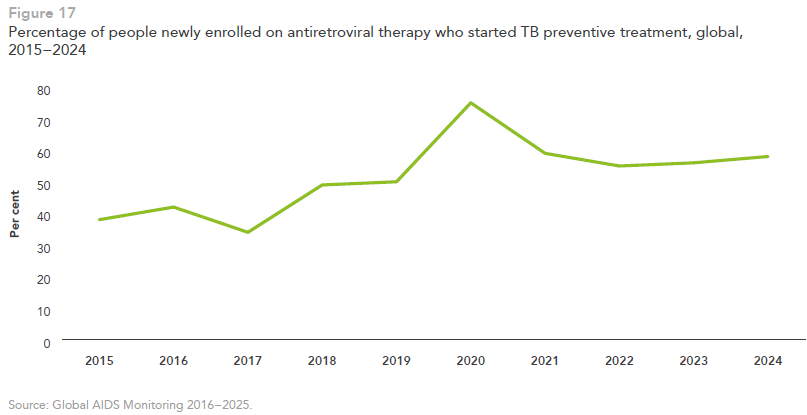 Figure 17
Percentage of people newly enrolled on antiretroviral therapy who started TB preventive treatment, global,
2015–2024
Per cent
80
70
60
50
40
30
20
10
0
2015 2016 2017 2018 2019 2020 2021 2022 2023 2024
Source: Global AIDS Monitoring 2016–2025.